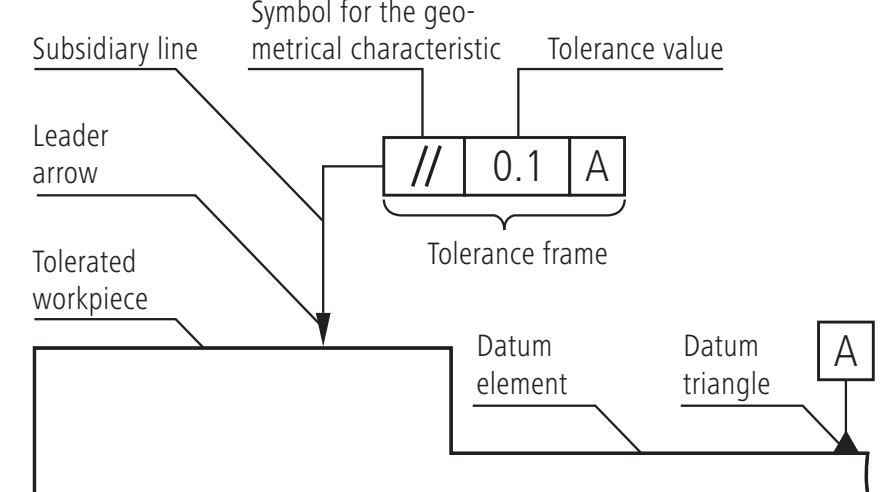 Symbol for the geo-
metrical characteristic
Subsidiary line
Tolerance value
Leader
arrow
// 0.1 A
Tolerance frame
Tolerated
workpiece
Datum
element
Datum
triangle
A